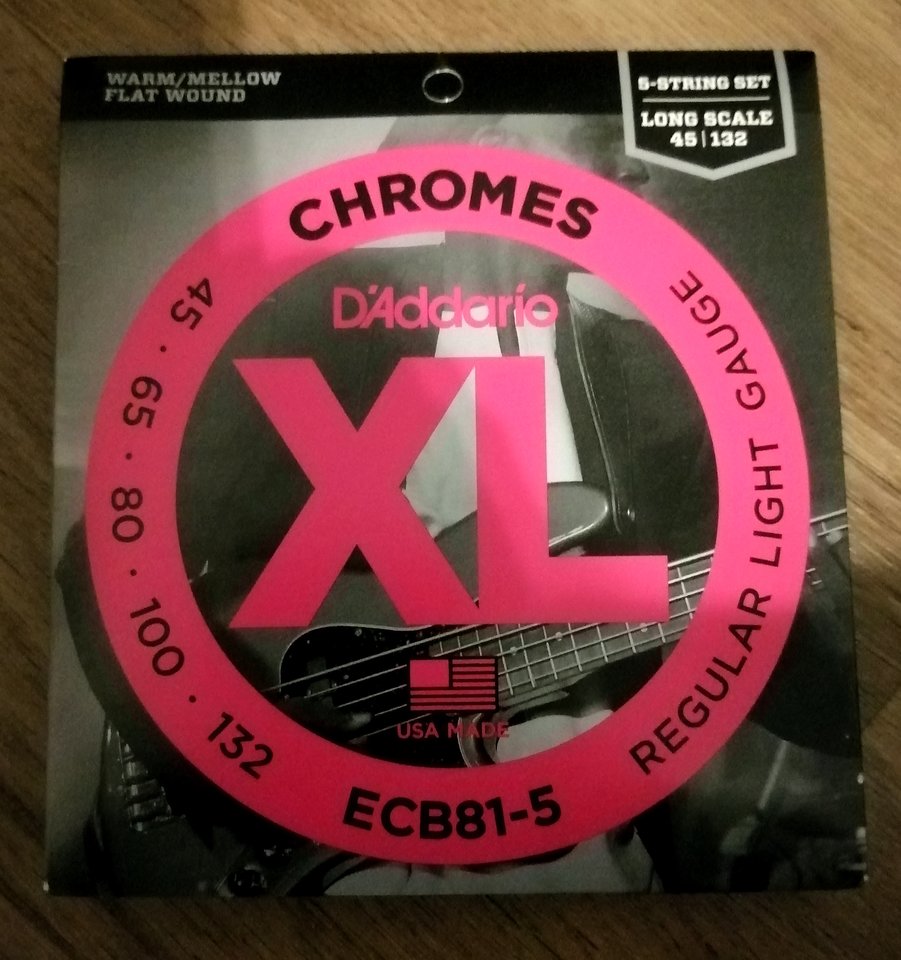 WARM/MELLOW
FLAT WOUND
5-STRING SET
LONG SCALE
45|132
CHROMES
D'Addario
XL
45 · 65 · 80 · 100 · 132
REGULAR LIGHT GAUGE
USA MADE
ECB81-5